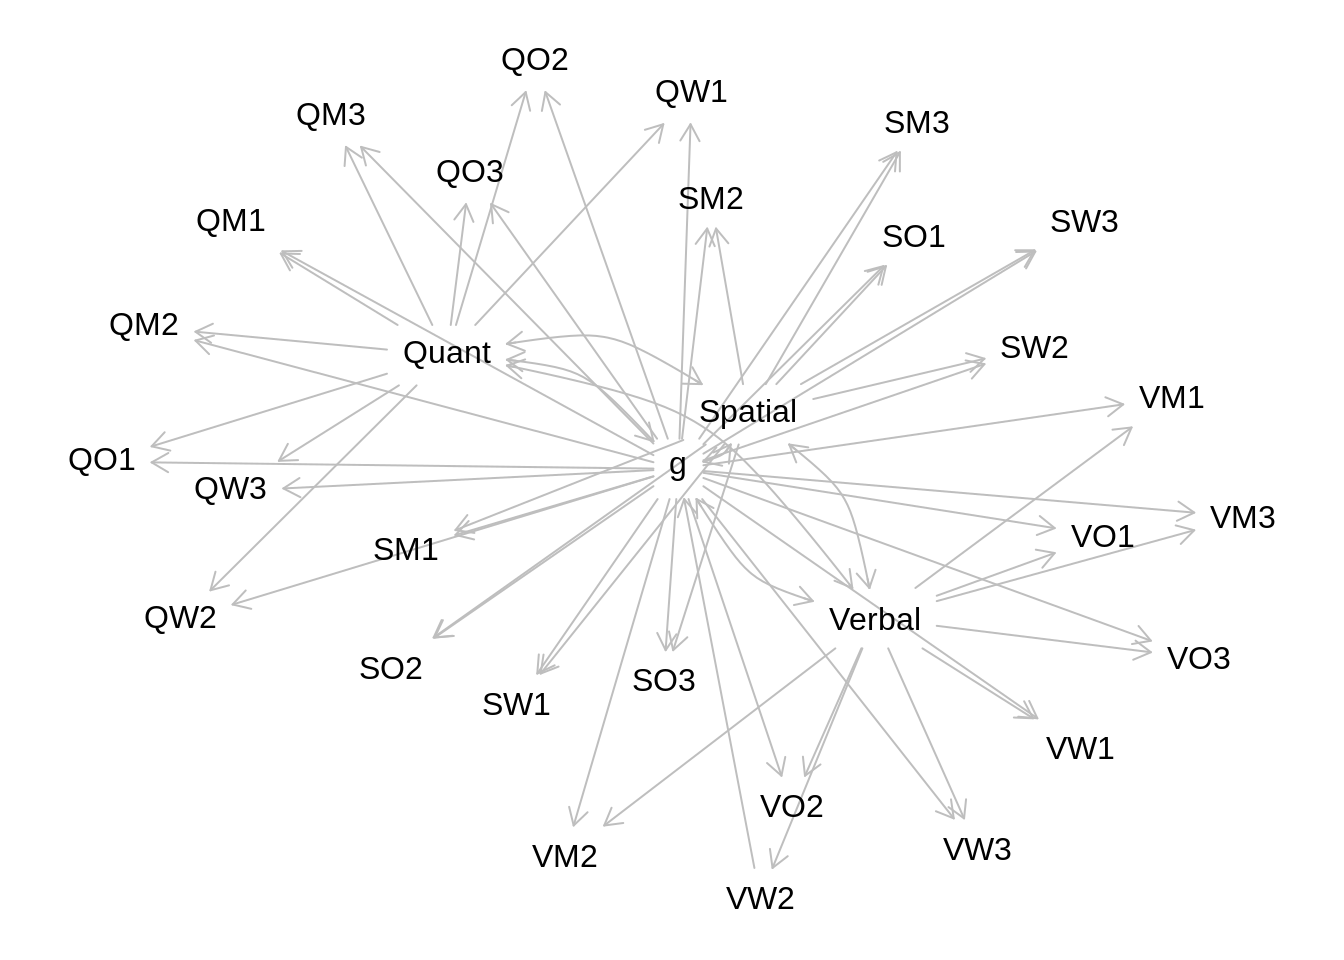 QO2
QW1
QM3
SM3
QO3
SM2
QM1
SW3
SO1
QM2
SW2
Quant
VM1
Spatial
QO1
g
QW3
VM3
VO1
SM1
QW2
Verbal
VO3
SO2
SO3
SW1
VW1
VO2
VW3
VM2
VW2